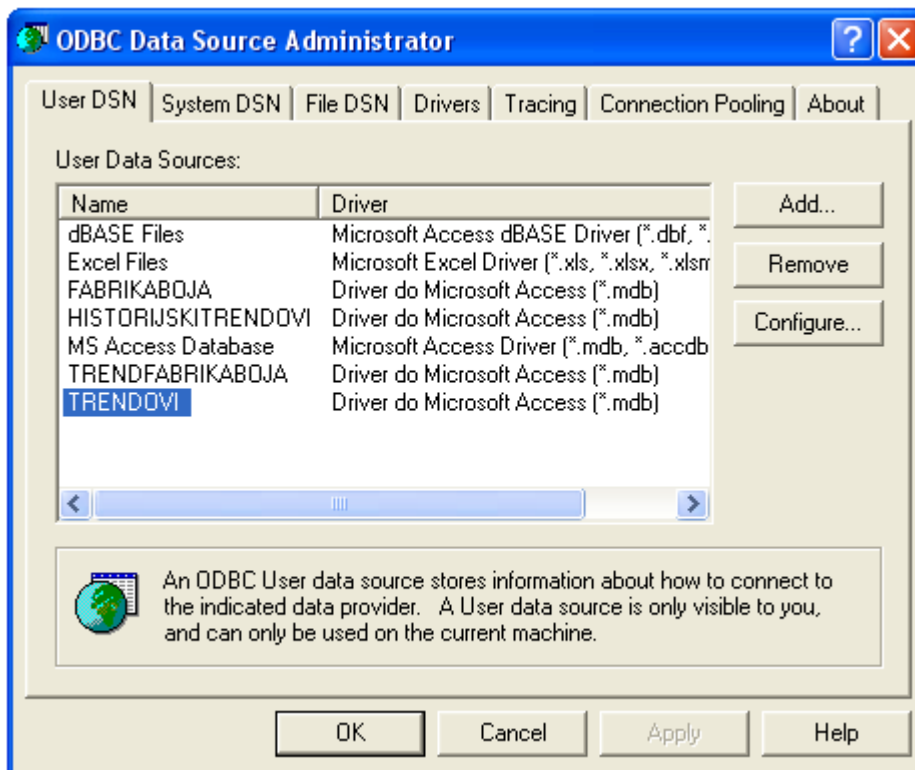 ODBC Data Source Administrator
User DSN System DSN File DSN Drivers Tracing Connection Pooling About
User Data Sources:
Name Driver
dBASE Files Microsoft Access dBASE Driver (*.dbf, *.
Excel Files Microsoft Excel Driver (*.xls, *.xlsx, *.xlsm
FABRIKABOJA Driver do Microsoft Access (*.mdb)
HISTORIJSKITRENDOVI Driver do Microsoft Access (*.mdb)
MS Access Database Microsoft Access Driver (*.mdb, *.accdb
TRENDFABRIKABOJA Driver do Microsoft Access (*.mdb)
TRENDOVI Driver do Microsoft Access (*.mdb)
Add...
Remove
Configure...
An ODBC User data source stores information about how to connect to
the indicated data provider. A User data source is only visible to you,
and can only be used on the current machine.
OK Cancel Apply Help